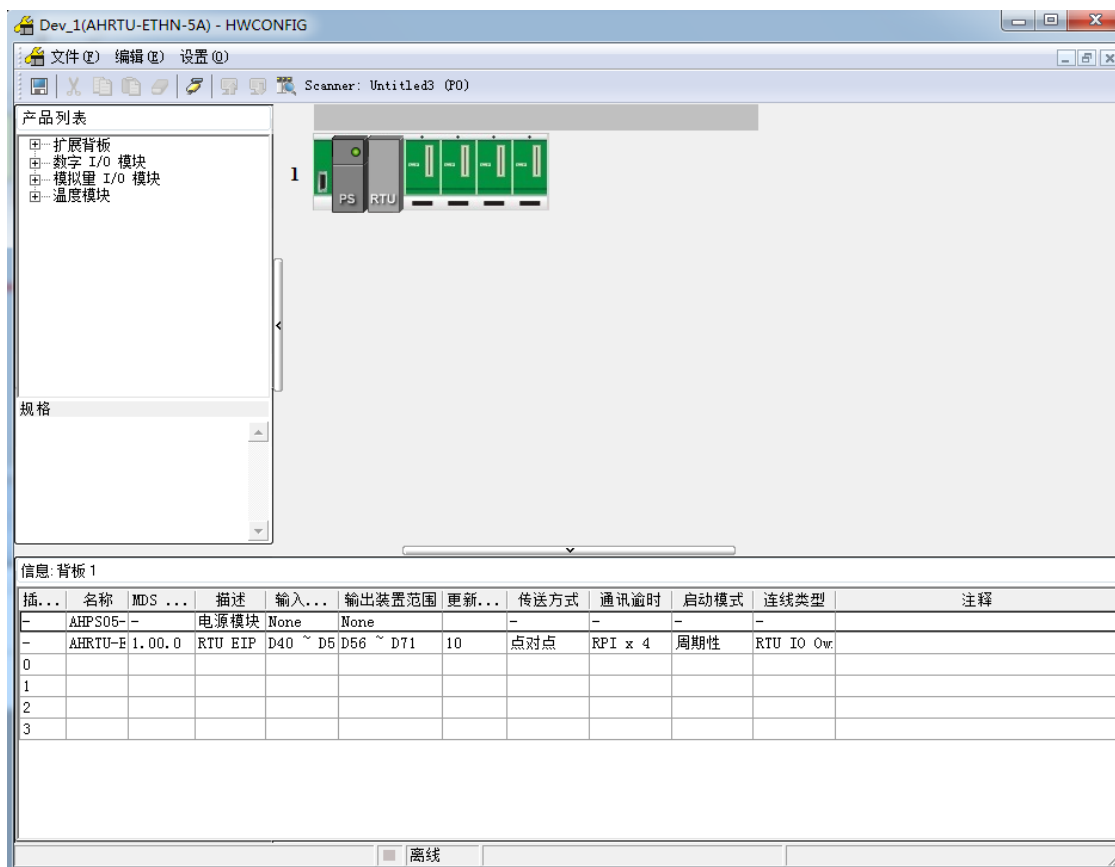 Dev_1(AHRTU-ETHN-5A) - HWCONFIG
文件(F) 编辑(E) 设置(O)
Scanner: Untitled3 (P0)
产品列表
扩展背板
数字 I/O 模块
模拟量 I/O 模块
温度模块
1
PS RTU
规格
信息:背板 1
插... 名称 MDS ... 描述 输入... 输出装置范围 更新... 传送方式 通讯逾时 启动模式 连线类型 注释
- AHPS05- - 电源模块 None None - - - -
- AHRTU-E 1.00.0 RTU EIP D40 ~ D5 D56 ~ D71 10 点对点 RPI x 4 周期性 RTU IO Ow
0
1
2
3
离线